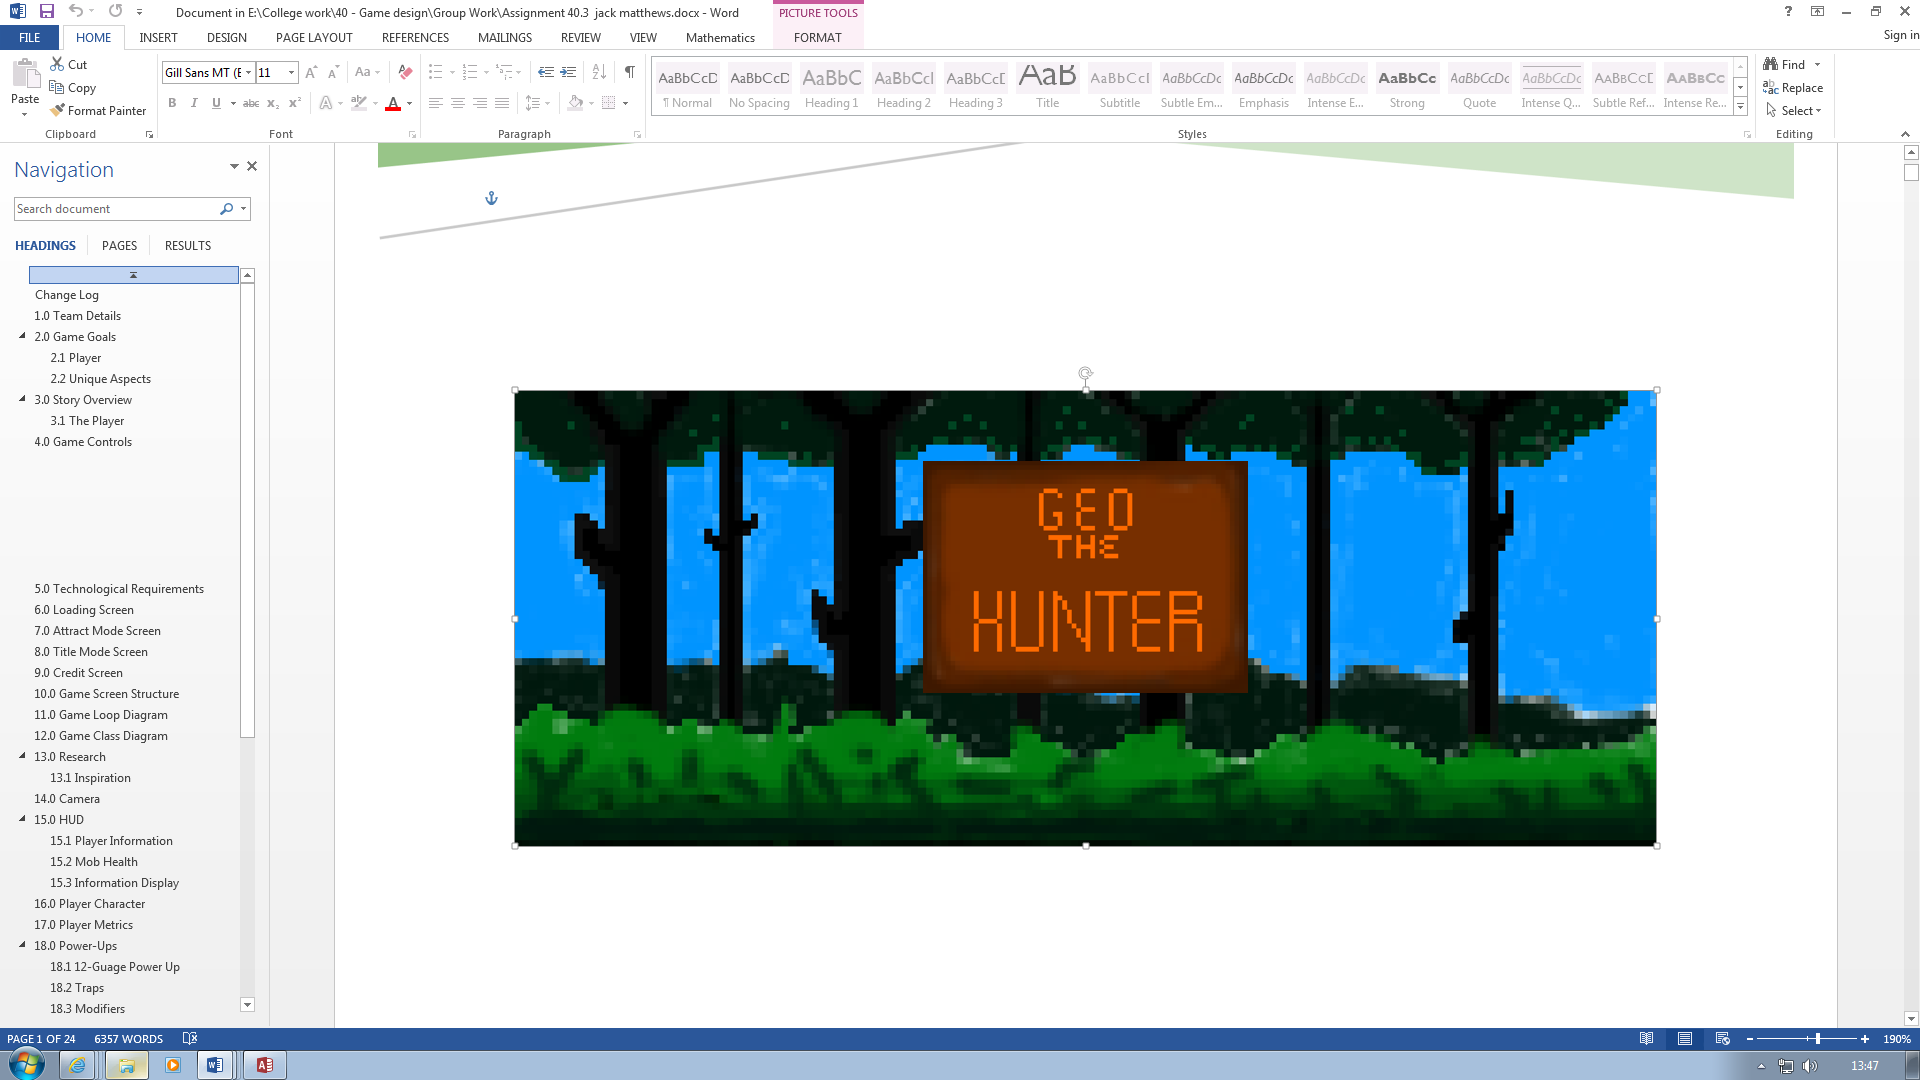 Document in E:\College work\40 - Game design\Group Work\Assignment 40.3  jack matthews.docx - Word
PICTURE TOOLS
?
FILE
HOME
INSERT
DESIGN
PAGE LAYOUT
REFERENCES
MAILINGS
REVIEW
VIEW
Mathematics
FORMAT
Sign in
Paste
Cut
Copy
Format Painter
Clipboard
Gill Sans MT (E
11
Font
Paragraph
AaBbCcD
¶ Normal
AaBbCcD
No Spacing
AaBbC
Heading 1
AaBbCcI
Heading 2
AaBbCcD
Heading 3
AaB
Title
AaBbCcI
Subtitle
AaBbCcDc
Subtle Em...
AaBbCcDc
Emphasis
AaBbCcDc
Intense E...
AaBbCc
Strong
AaBbCcDc
Quote
AaBbCcDc
Intense Q...
AaBbCcD
Subtle Ref...
AaBbCc
Intense Re...
Styles
Find
Replace
Select
Editing
Navigation
Search document
HEADINGS
PAGES
RESULTS
Change Log
1.0 Team Details
2.0 Game Goals
2.1 Player
2.2 Unique Aspects
3.0 Story Overview
3.1 The Player
4.0 Game Controls
5.0 Technological Requirements
6.0 Loading Screen
7.0 Attract Mode Screen
8.0 Title Mode Screen
9.0 Credit Screen
10.0 Game Screen Structure
11.0 Game Loop Diagram
12.0 Game Class Diagram
13.0 Research
13.1 Inspiration
14.0 Camera
15.0 HUD
15.1 Player Information
15.2 Mob Health
15.3 Information Display
16.0 Player Character
17.0 Player Metrics
18.0 Power-Ups
18.1 12-Guage Power Up
18.2 Traps
18.3 Modifiers
GEO
THE
HUNTER
PAGE 1 OF 24
6357 WORDS
190%
13:47